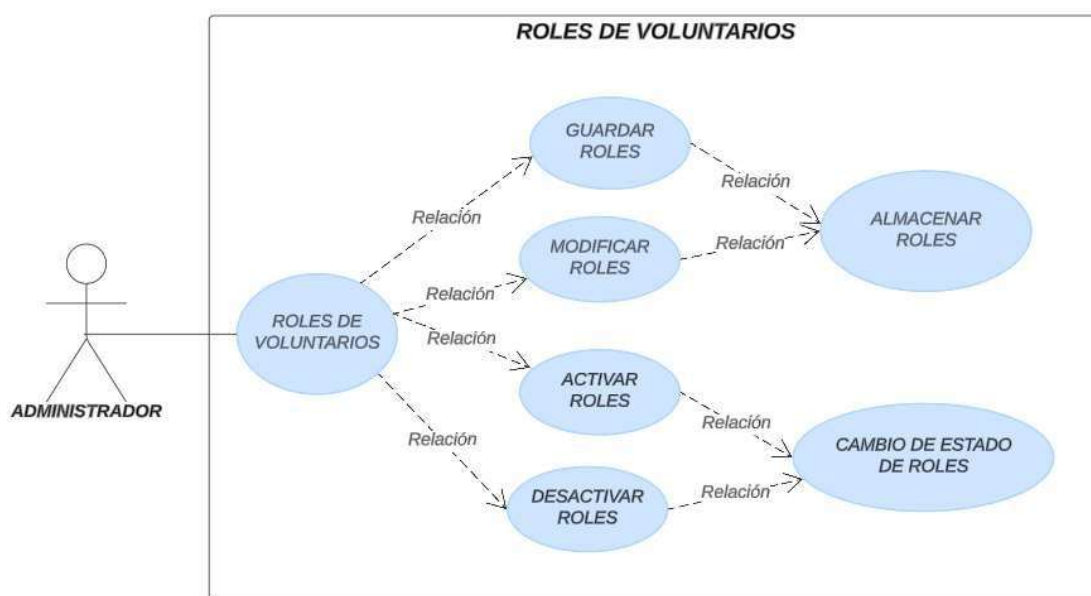 ROLES DE VOLUNTARIOS
GUARDAR
ROLES
Relación
Relación
ALMACENAR
ROLES
MODIFICAR
ROLES
Relación
Relación
ROLES DE
VOLUNTARIOS
Relación
ACTIVAR
ROLES
ADMINISTRADOR
Relación
Relación
CAMBIO DE ESTADO
DE ROLES
DESACTIVAR
ROLES
Relación